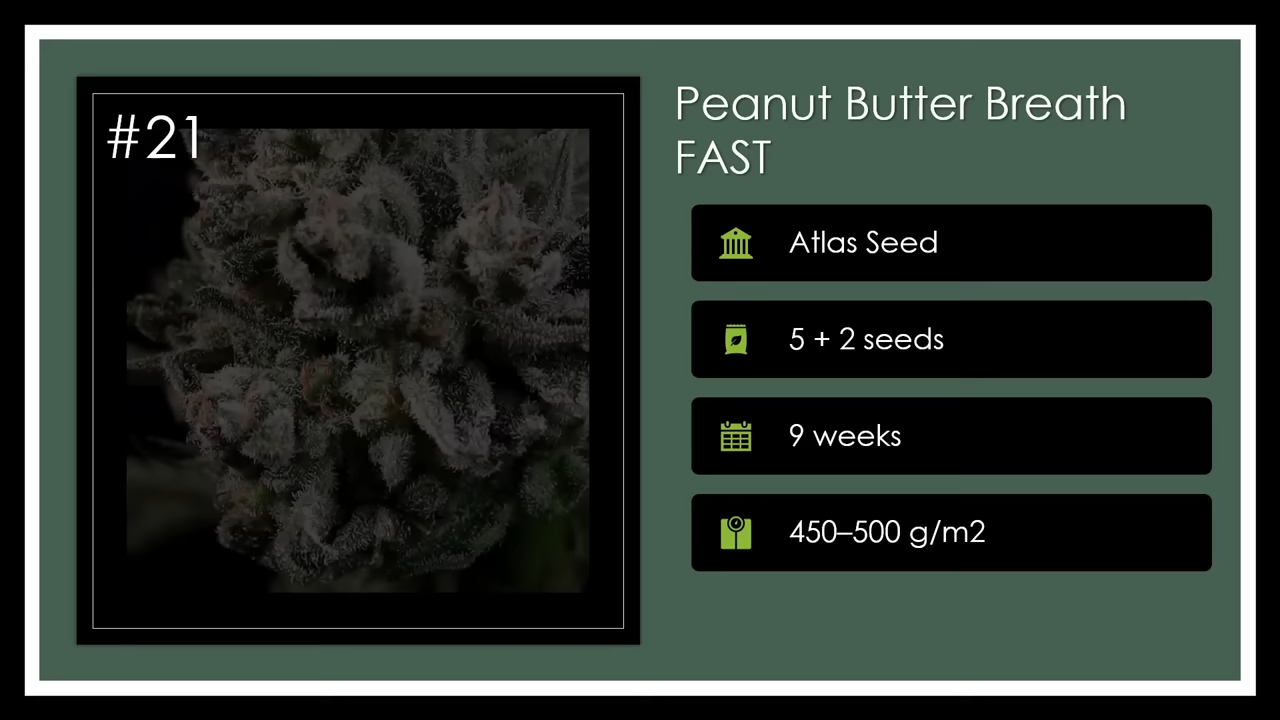 #21
Peanut Butter Breath
FAST
Atlas Seed
5 + 2 seeds
9 weeks
450–500 g/m2